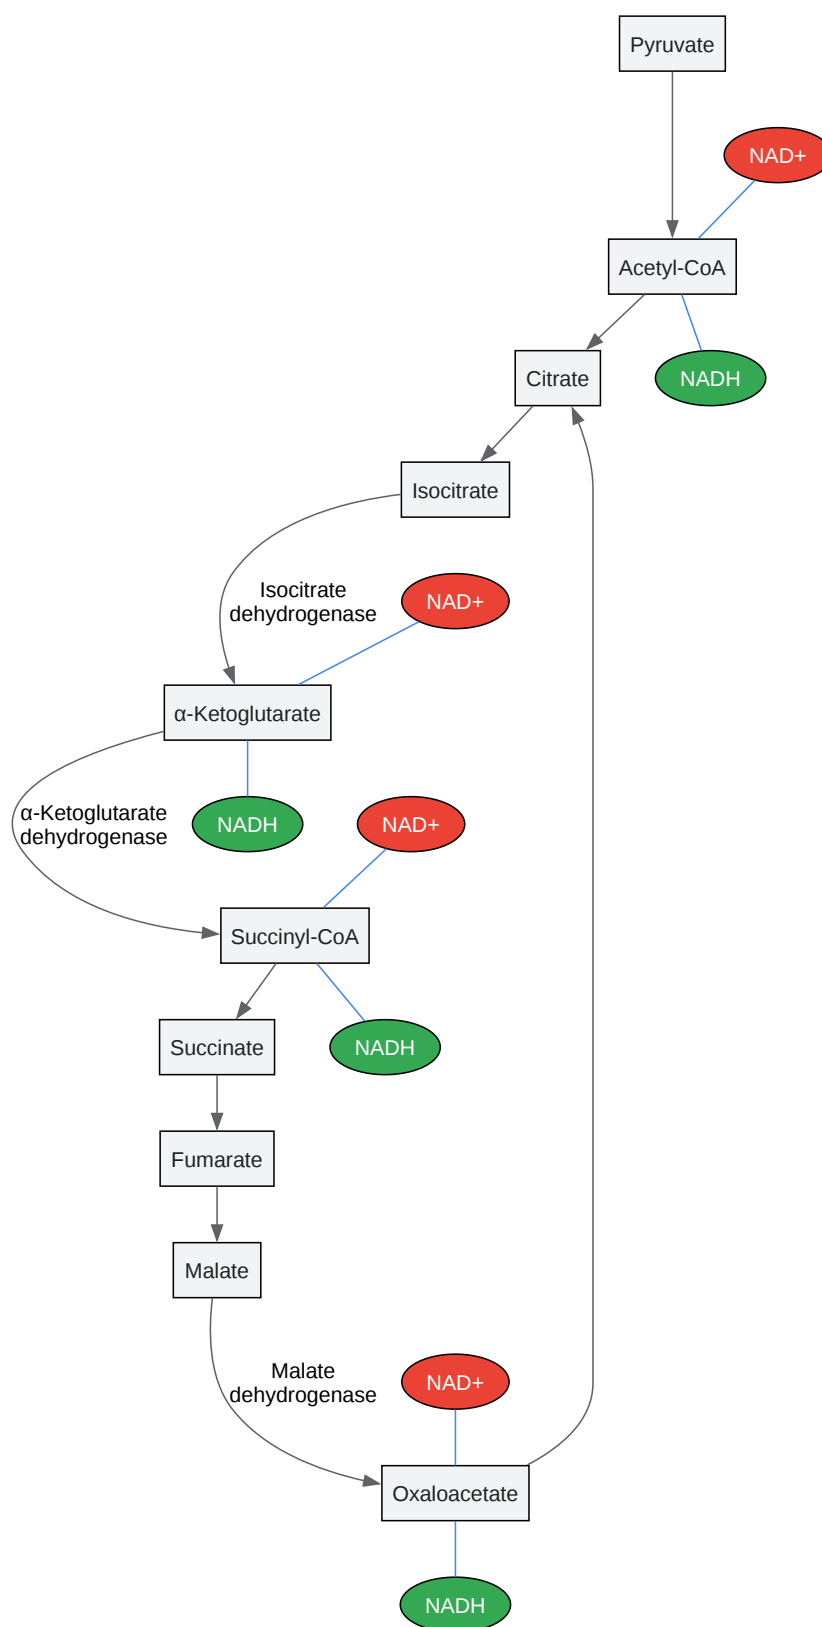 Pyruvate
NAD+
Acetyl-CoA
Citrate
NADH
Isocitrate
Isocitrate
dehydrogenase
NAD+
α-Ketoglutarate
α-Ketoglutarate
dehydrogenase
NADH
NAD+
Succinyl-CoA
Succinate
NADH
Fumarate
Malate
Malate
dehydrogenase
NAD+
Oxaloacetate
NADH